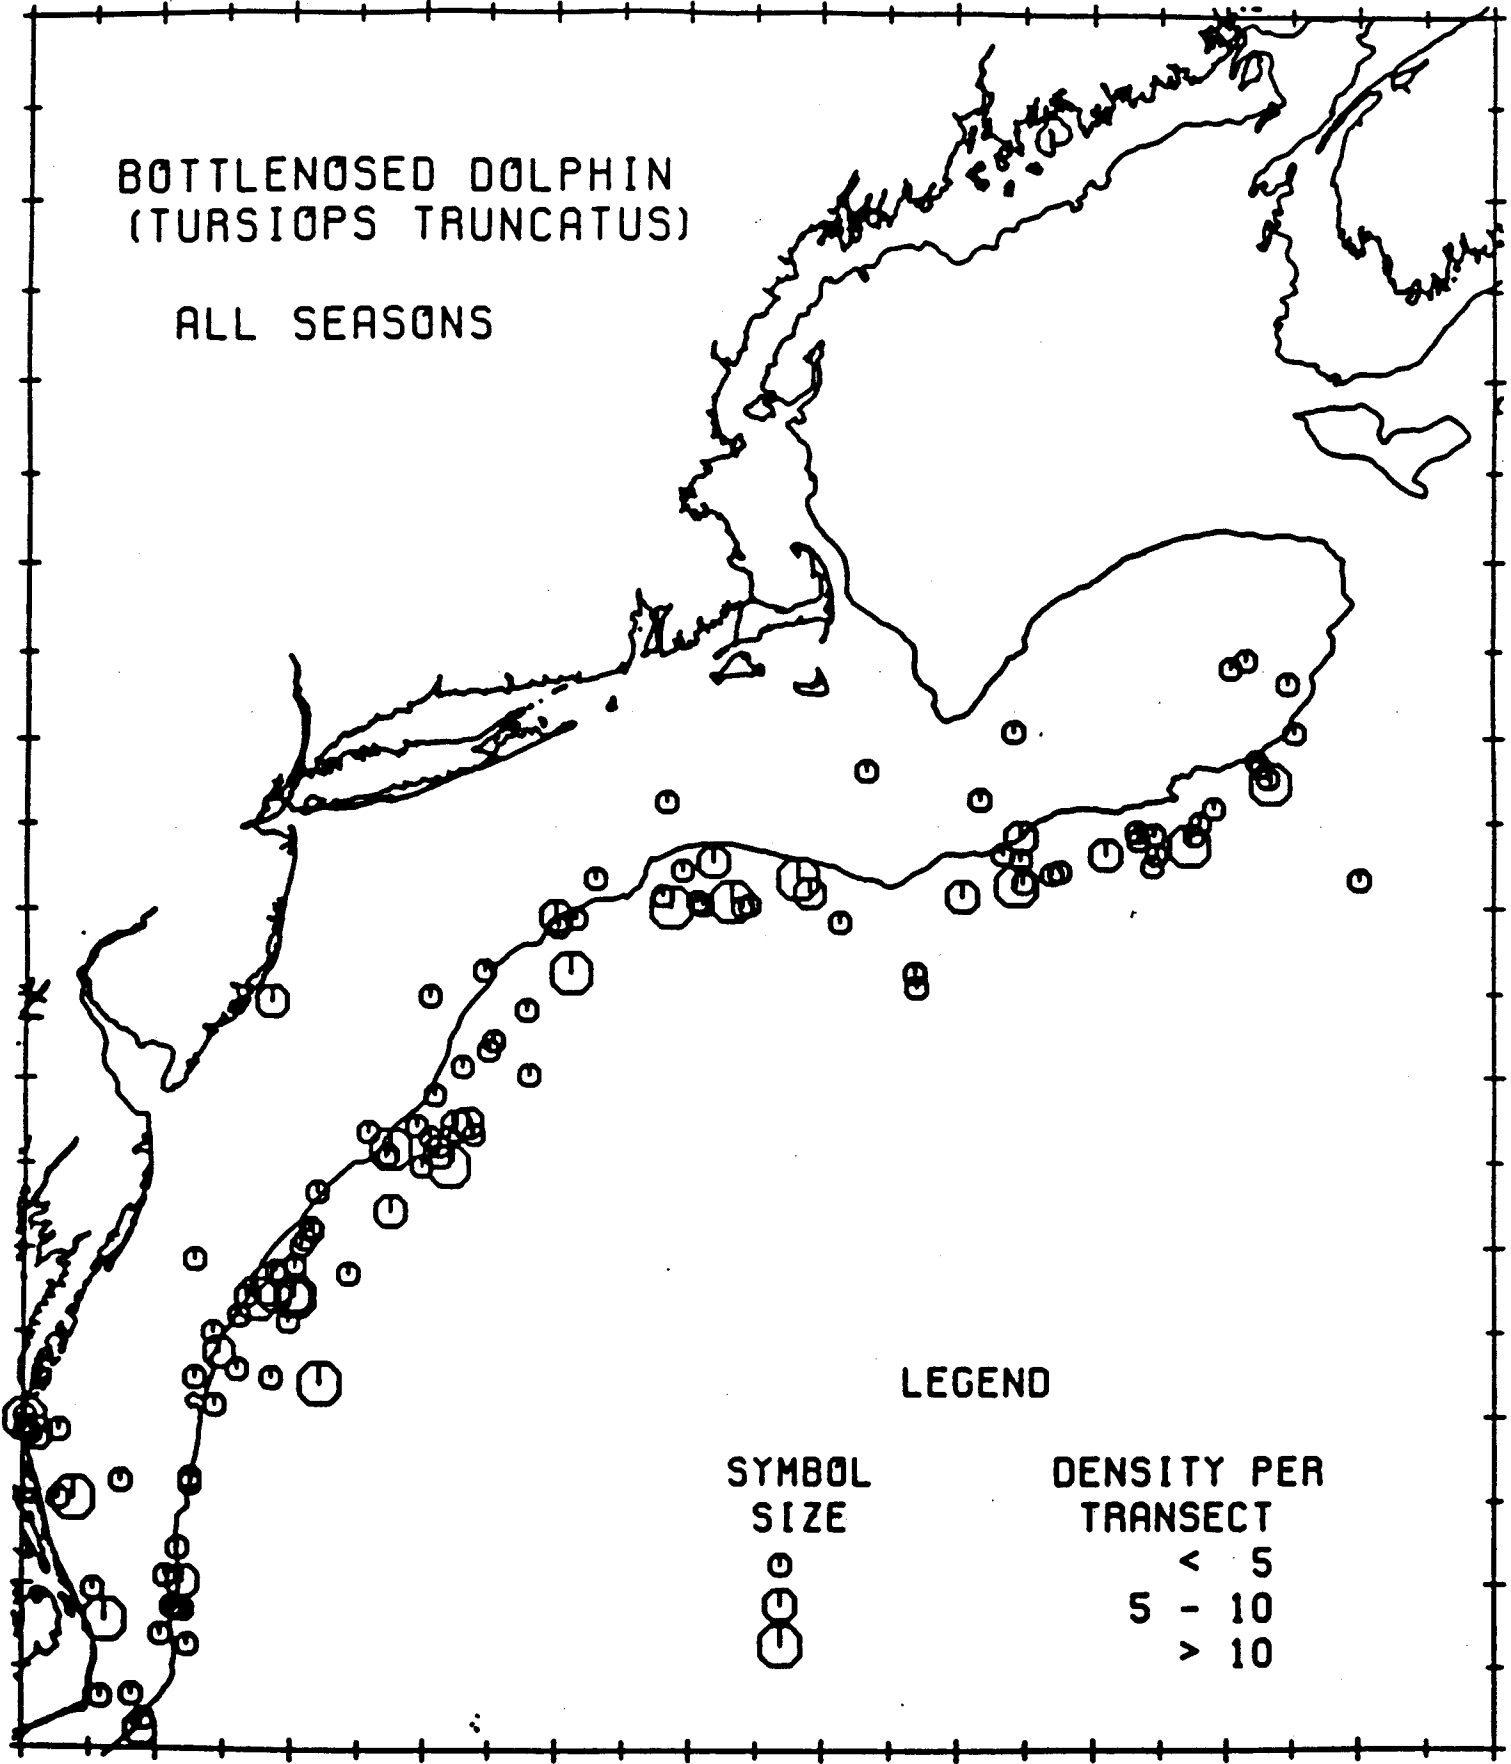 BOTTLENOSED DOLPHIN
(TURSIOPS TRUNCATUS)
ALL SEASONS
LEGEND
SYMBOL SIZE
DENSITY PER TRANSECT
< 5
5 - 10
> 10